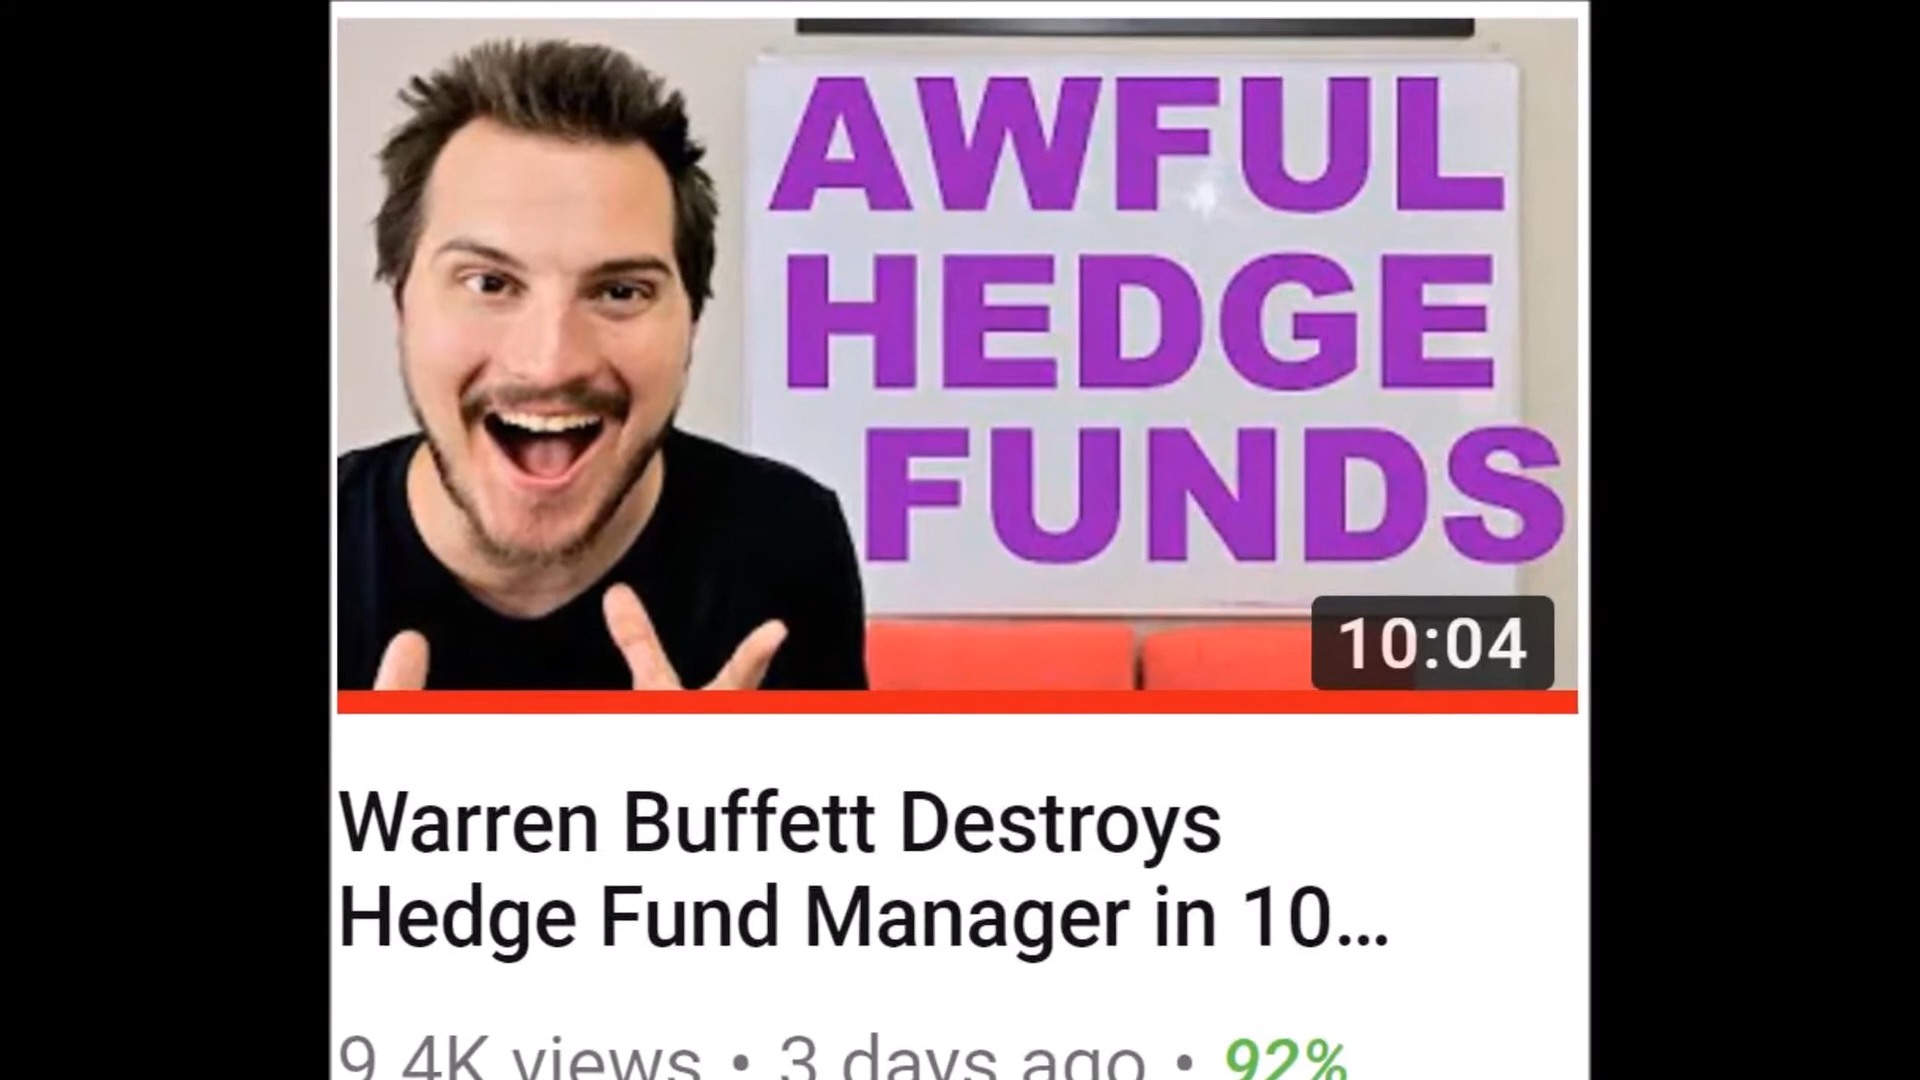 AWFUL
HEDGE
FUNDS
10:04
Warren Buffett Destroys
Hedge Fund Manager in 10...
9.4K views • 3 days ago • 92%